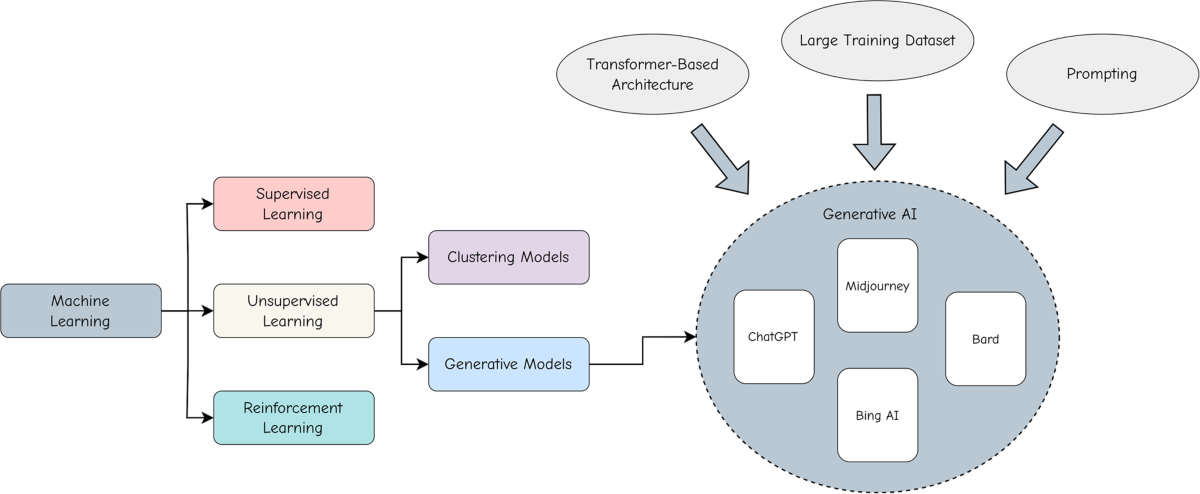 Transformer-Based
Architecture
Large Training Dataset
Prompting
Machine
Learning
Supervised
Learning
Unsupervised
Learning
Reinforcement
Learning
Clustering Models
Generative Models
Generative AI
ChatGPT
Midjourney
Bing AI
Bard